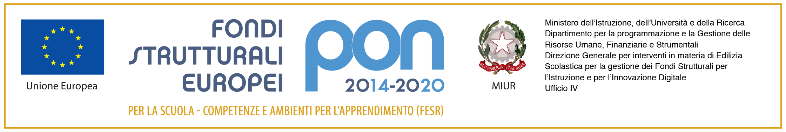 Unione Europea
FONDI
STRUTTURALI
EUROPEI
pon
2014-2020
PER LA SCUOLA - COMPETENZE E AMBIENTI PER L'APPRENDIMENTO (FESR)
MIUR
Ministero dell'Istruzione, dell'Università e della Ricerca
Dipartimento per la programmazione e la Gestione delle
Risorse Umane, Finanziarie e Strumentali
Direzione Generale per interventi in materia di Edilizia
Scolastica per la gestione dei Fondi Strutturali per
l'Istruzione e per l'Innovazione Digitale
Ufficio IV